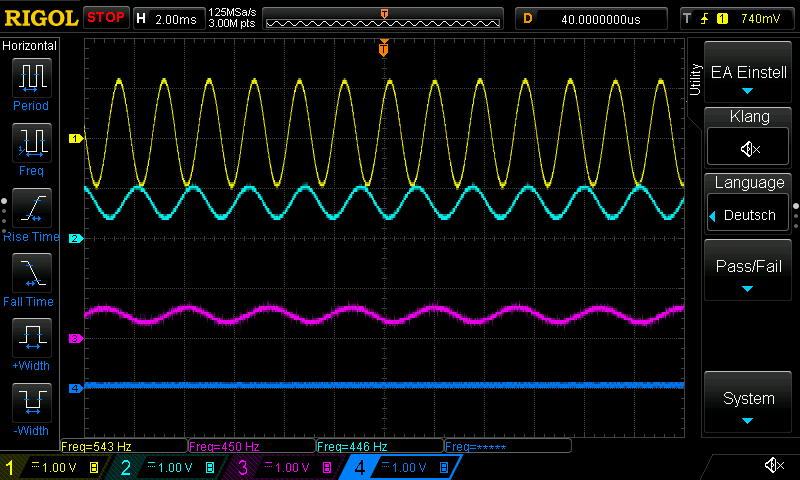 RIGOL STOP H 2.00ms 125MSa/s 3.00M pts T D 40.0000000us T 1 740mV
Horizontal
Period
Freq
Rise Time
Fall Time
+Width
-Width
T
1
2
3
4
Utility
EA Einstell
Klang
Language
Deutsch
Pass/Fail
System
Freq=543 Hz Freq=450 Hz Freq=446 Hz Freq=*****
1 1.00 V B 2 1.00 V B 3 1.00 V B 4 1.00 V B